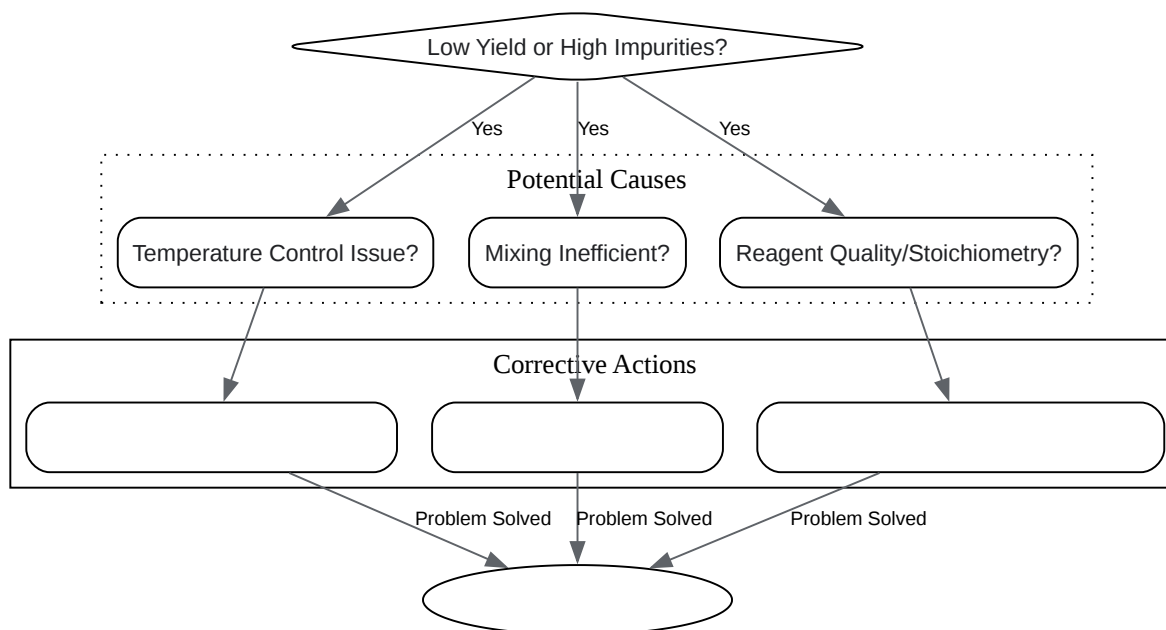 Low Yield or High Impurities?
Yes
Yes
Yes
Potential Causes
Temperature Control Issue?
Mixing Inefficient?
Reagent Quality/Stoichiometry?
Corrective Actions
Problem Solved
Problem Solved
Problem Solved